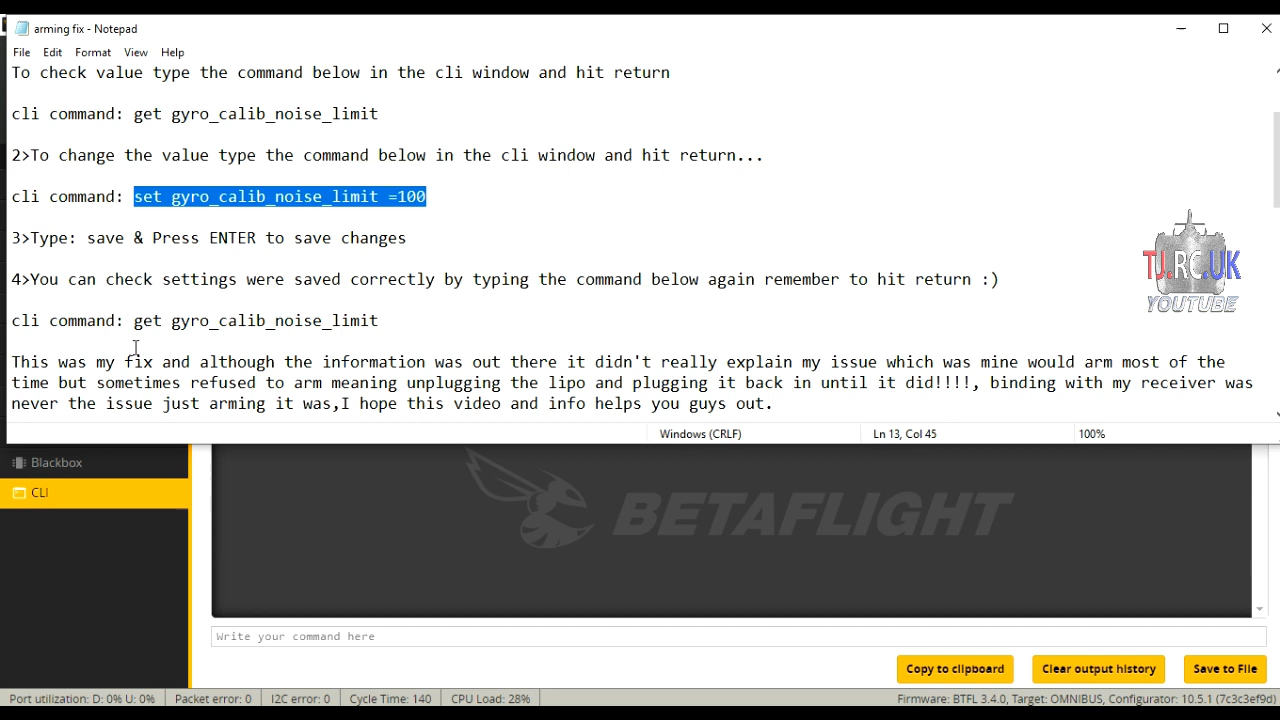 arming fix - Notepad
File Edit Format View Help
To check value type the command below in the cli window and hit return
cli command: get gyro_calib_noise_limit
2>To change the value type the command below in the cli window and hit return...
cli command: set gyro_calib_noise_limit =100
3>Type: save & Press ENTER to save changes
4>You can check settings were saved correctly by typing the command below again remember to hit return :)
cli command: get gyro_calib_noise_limit
This was my fix and although the information was out there it didn't really explain my issue which was mine would arm most of the
time but sometimes refused to arm meaning unplugging the lipo and plugging it back in until it did!!!!, binding with my receiver was
never the issue just arming it was,I hope this video and info helps you guys out.
TJ.RC.UK
YOUTUBE
Windows (CRLF) Ln 13, Col 45 100%
Blackbox
CLI
BETAFLIGHT
Write your command here
Copy to clipboard Clear output history Save to File
Port utilization: D: 0% U: 0% Packet error: 0 I2C error: 0 Cycle Time: 140 CPU Load: 28% Firmware: BTFL 3.4.0, Target: OMNIBUS, Configurator: 10.5.1 (7c3c3ef9d)